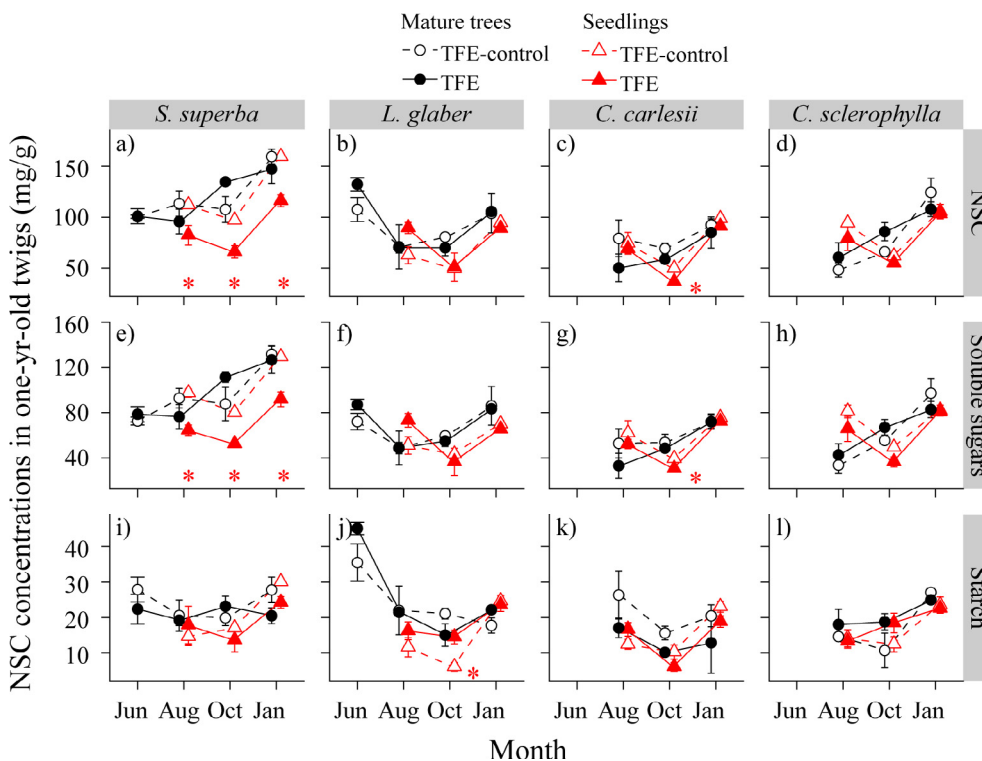 Mature trees Seedlings
TFE-control TFE-control
TFE TFE
S. superba L. glaber C. carlesii C. sclerophylla
NSC concentrations in one-yr-old twigs (mg/g)
a) b) c) d)
150
100
50
* * * *
NSC
e) f) g) h)
160
120
80
40
* * * *
Soluble sugars
i) j) k) l)
40
30
20
10
*
Starch
Jun Aug Oct Jan Jun Aug Oct Jan Jun Aug Oct Jan Jun Aug Oct Jan
Month